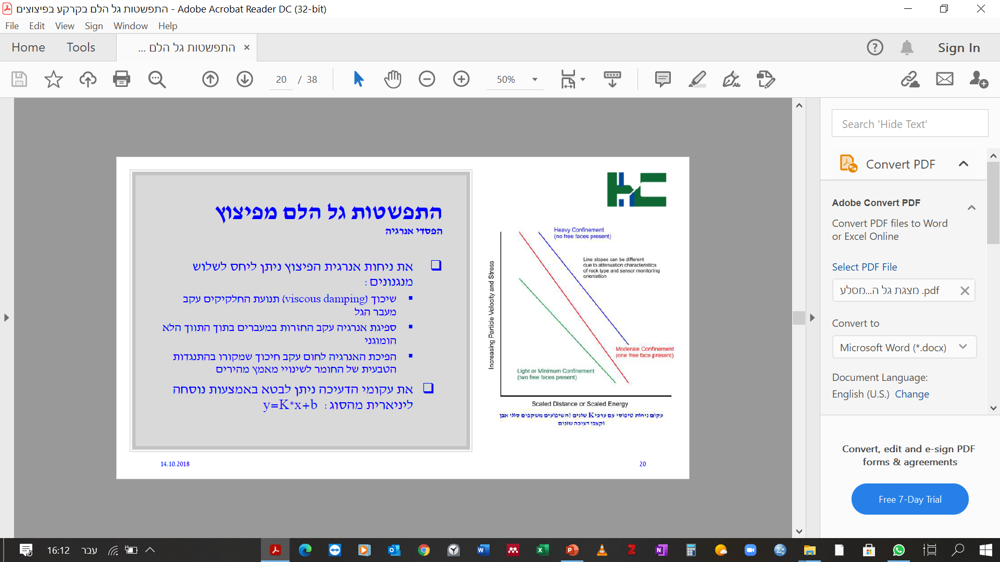 התפשטות גל הלם בקרקע בפיצוצים - Adobe Acrobat Reader DC (32-bit)
File Edit View Sign Window Help
Home Tools התפשטות גל הלם ... ×
Sign In
20 / 38 50%
התפשטות גל הלם מפיצוץ
הפסדי אנרגיה
את ניחות אנרגית הפיצוץ ניתן ליחס לשלוש
מנגנונים :
שיכוך (viscous damping) תנועת החלקיקים עקב
מעבר הגל
ספיגת אנרגיה עקב החזרות במעברים בתוך התווך הלא
הומוגני
הפיכת האנרגיה לחום עקב חיכוך שמקורו בהתנגדות
הטבעית של החומר לשינויי מאמץ מהירים
את עקומי הדעיכה ניתן לבטא באמצעות נוסחה
ליניארית מהסוג : y=K*x+b
14.10.2018
Heavy Confinement
(no free faces present)
Line slopes can be different
due to attenuation characteristics
of rock type and sensor monitoring
orientation
Increasing Particle Velocity and Stress
Moderate Confinement
(one free face present)
Light or Minimum Confinement
(two free faces present)
Scaled Distance or Scaled Energy
עקום ניחות טיפוסי עם ערכי K שונים (השיפועים משקפים סוגי אבן
וקצבי דעיכה שונים
20
Search 'Hide Text'
Convert PDF
Adobe Convert PDF
Convert PDF files to Word
or Excel Online
Select PDF File
מצגת גל ה...מסלע .pdf
Convert to
Microsoft Word (*.docx)
Document Language:
English (U.S.) Change
Convert, edit and e-sign PDF
forms & agreements
Free 7-Day Trial
16:12 עבר